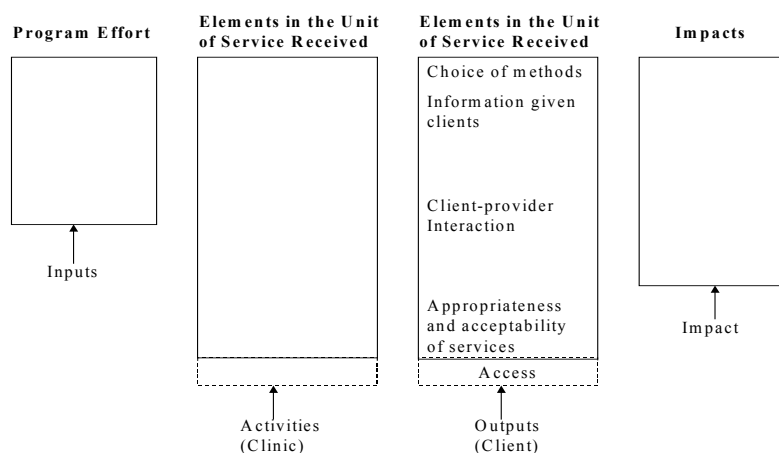 Program Effort
Elements in the Unit
of Service Received
Elements in the Unit
of Service Received
Impacts
Choice of methods
Information given
clients
Client-provider
Interaction
Appropriateness
and acceptability
of services
Access
Inputs
Activities
(Clinic)
Outputs
(Client)
Impact